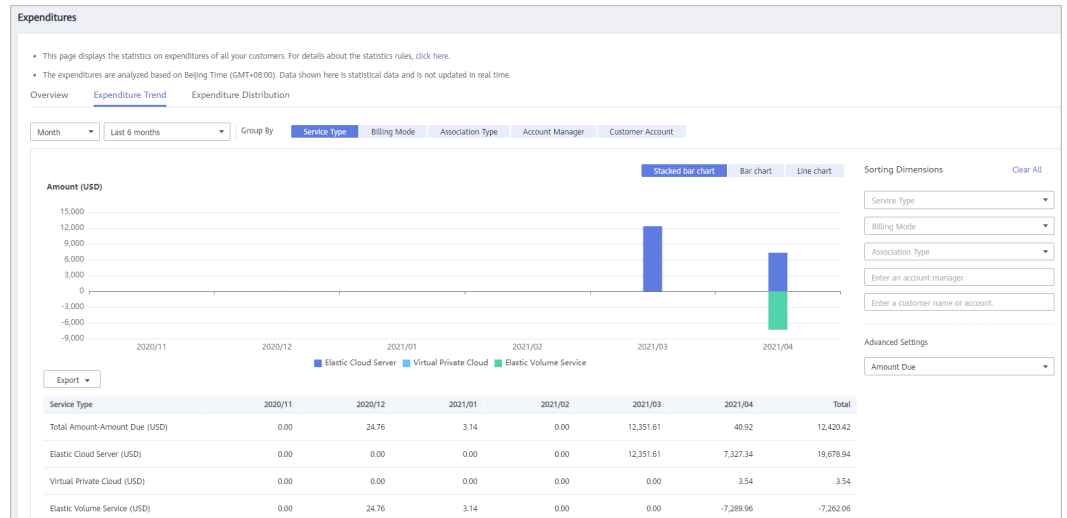 Expenditures
• This page displays the statistics on expenditures of all your customers. For details about the statistics rules, click here.
• The expenditures are analyzed based on Beijing Time (GMT+08:00). Data shown here is statistical data and is not updated in real time.
Overview Expenditure Trend Expenditure Distribution
Month Last 6 months Group By Service Type Billing Mode Association Type Account Manager Customer Account
Stacked bar chart Bar chart Line chart Sorting Dimensions Clear All
Amount (USD)
15,000
12,000
9,000
6,000
3,000
0
-3,000
-6,000
-9,000
2020/11 2020/12 2021/01 2021/02 2021/03 2021/04
Elastic Cloud Server Virtual Private Cloud Elastic Volume Service
Service Type
Billing Mode
Association Type
Enter an account manager.
Enter a customer name or account.
Advanced Settings
Amount Due
Export
Service Type 2020/11 2020/12 2021/01 2021/02 2021/03 2021/04 Total
Total Amount-Amount Due (USD) 0.00 24.76 3.14 0.00 12,351.61 40.92 12,420.42
Elastic Cloud Server (USD) 0.00 0.00 0.00 0.00 12,351.61 7,327.34 19,678.94
Virtual Private Cloud (USD) 0.00 0.00 0.00 0.00 0.00 3.54 3.54
Elastic Volume Service (USD) 0.00 24.76 3.14 0.00 0.00 -7,289.96 -7,262.06